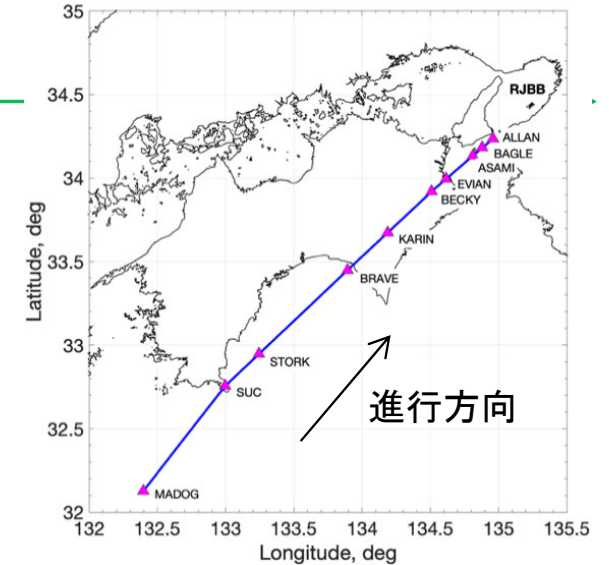 35
34.5
34
33.5
33
32.5
32
Latitude, deg
RJBB
ALLAN
BAGLE
ASAMI
EVIAN
BECKY
KARIN
BRAVE
STORK
SUC
MADOG
進行方向
132 132.5 133 133.5 134 134.5 135 135.5
Longitude, deg